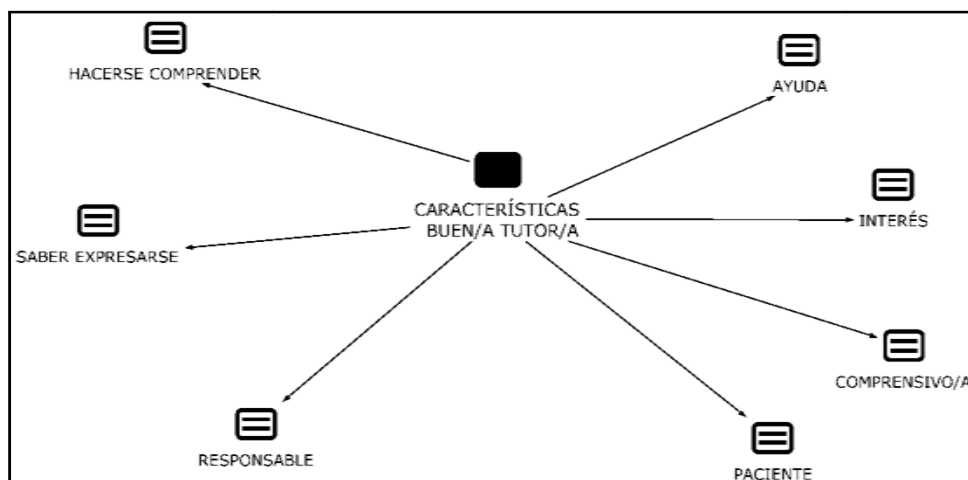 HACERSE COMPRENDER
AYUDA
CARACTERÍSTICAS
BUEN/A TUTOR/A
INTERÉS
SABER EXPRESARSE
COMPRENSIVO/A
RESPONSABLE
PACIENTE